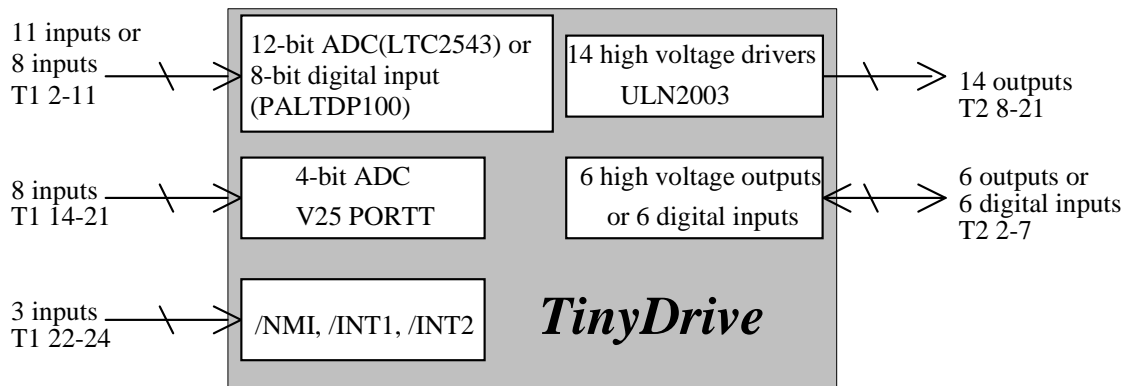 11 inputs or
8 inputs
T1 2-11
12-bit ADC(LTC2543) or
8-bit digital input
(PALTDP100)
14 high voltage drivers
ULN2003
14 outputs
T2 8-21
8 inputs
T1 14-21
4-bit ADC
V25 PORTT
6 high voltage outputs
or 6 digital inputs
6 outputs or
6 digital inputs
T2 2-7
3 inputs
T1 22-24
/NMI, /INT1, /INT2
TinyDrive